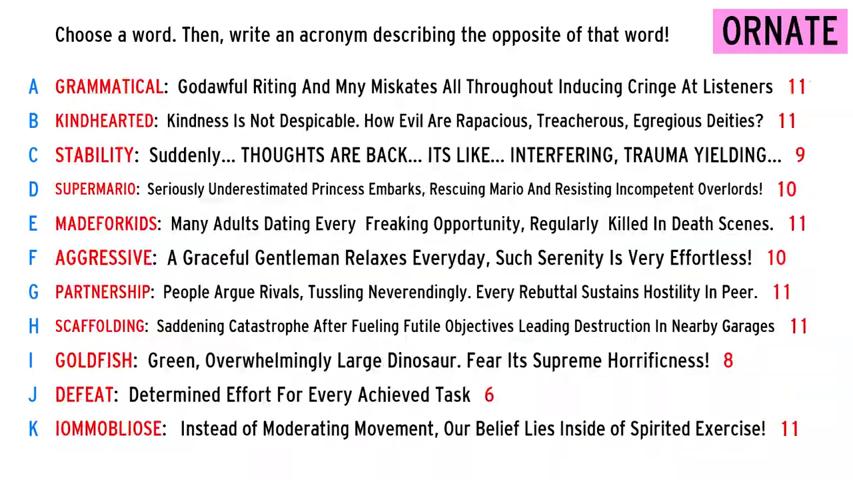 Choose a word. Then, write an acronym describing the opposite of that word!
ORNATE
A GRAMMATICAL: Godawful Riting And Mny Miskates All Throughout Inducing Cringe At Listeners 11
B KINDHEARTED: Kindness Is Not Despicable. How Evil Are Rapacious, Treacherous, Egregious Deities? 11
C STABILITY: Suddenly... THOUGHTS ARE BACK... ITS LIKE... INTERFERING, TRAUMA YIELDING... 9
D SUPERMARIO: Seriously Underestimated Princess Embarks, Rescuing Mario And Resisting Incompetent Overlords! 10
E MADEFORKIDS: Many Adults Dating Every Freaking Opportunity, Regularly Killed In Death Scenes. 11
F AGGRESSIVE: A Graceful Gentleman Relaxes Everyday, Such Serenity Is Very Effortless! 10
G PARTNERSHIP: People Argue Rivals, Tussling Neverendingly. Every Rebuttal Sustains Hostility In Peer. 11
H SCAFFOLDING: Saddening Catastrophe After Fueling Futile Objectives Leading Destruction In Nearby Garages 11
I GOLDFISH: Green, Overwhelmingly Large Dinosaur. Fear Its Supreme Horrificness! 8
J DEFEAT: Determined Effort For Every Achieved Task 6
K IOMMOBLIOSE: Instead of Moderating Movement, Our Belief Lies Inside of Spirited Exercise! 11